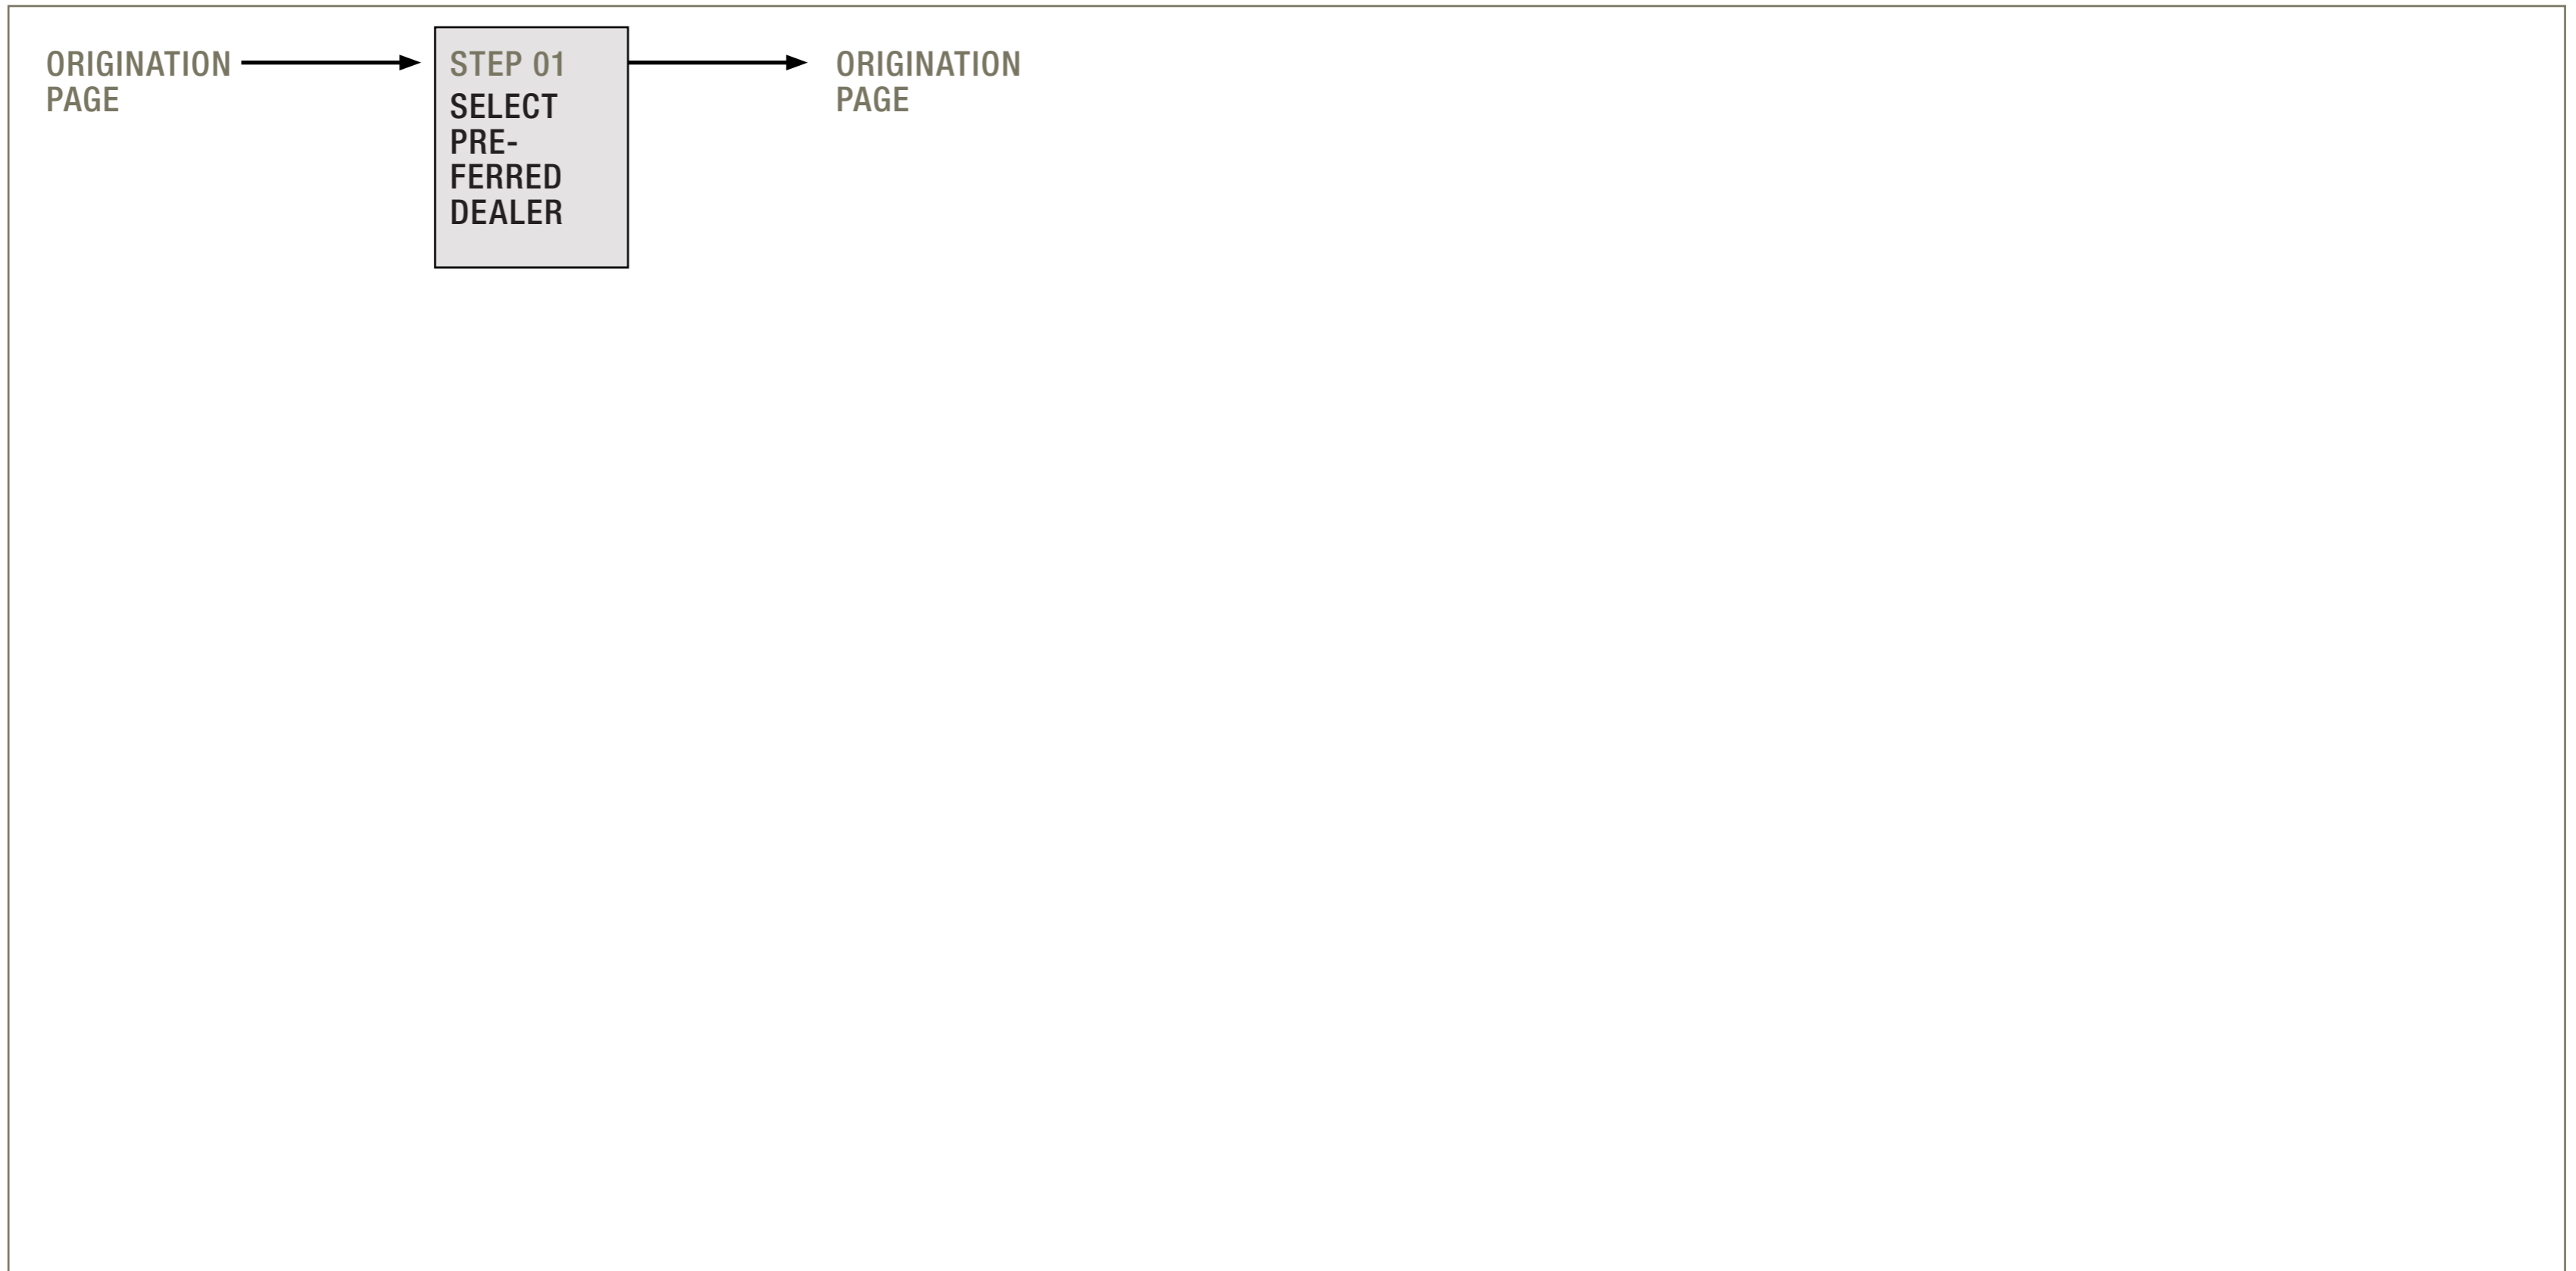 ORIGINATION
PAGE
STEP 01
SELECT
PRE-
FERRED
DEALER
ORIGINATION
PAGE